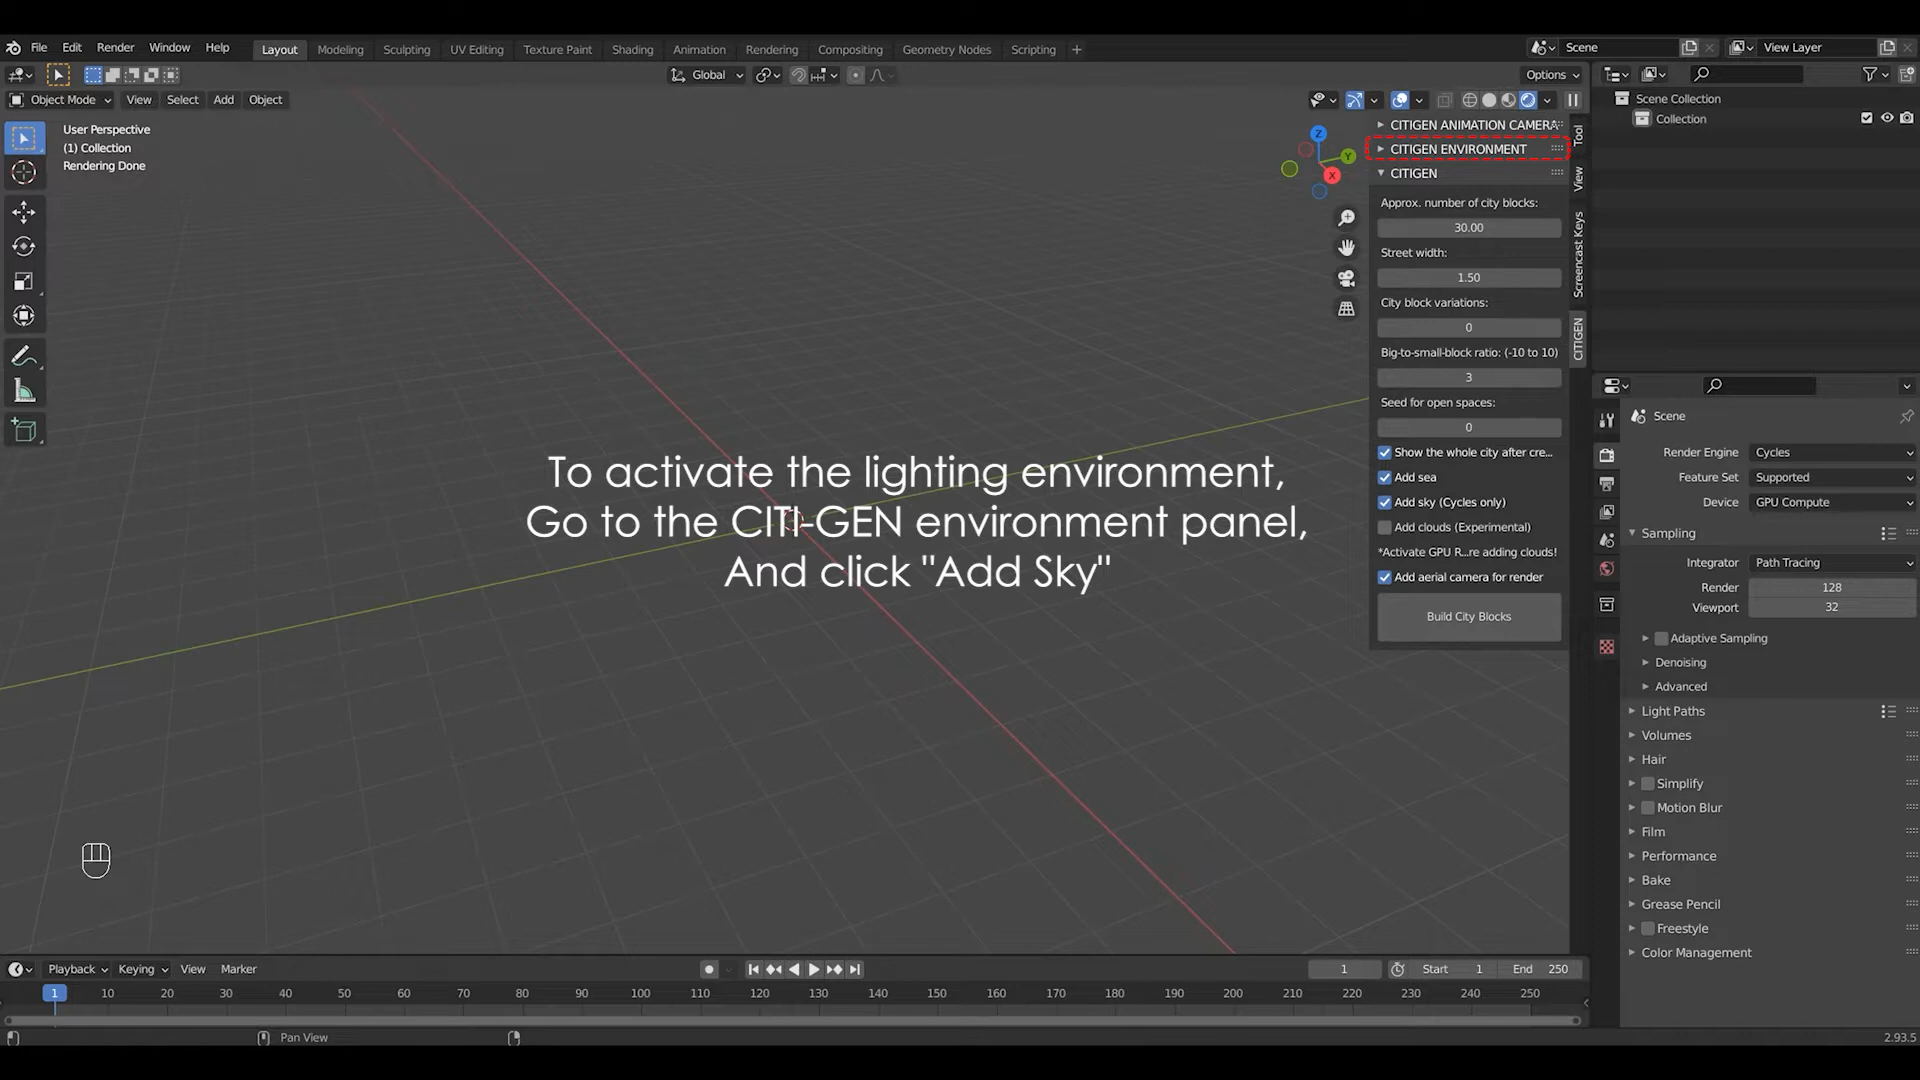 File Edit Render Window Help Layout Modeling Sculpting UV Editing Texture Paint Shading Animation Rendering Compositing Geometry Nodes Scripting + Scene View Layer
Global Options
Object Mode View Select Add Object
User Perspective
(1) Collection
Rendering Done
Z
Y
X
CITIGEN ANIMATION CAMERA
CITIGEN ENVIRONMENT
CITIGEN
Approx. number of city blocks:
30.00
Street width:
1.50
City block variations:
0
Big-to-small-block ratio: (-10 to 10)
3
Seed for open spaces:
0
Show the whole city after cre...
Add sea
Add sky (Cycles only)
Add clouds (Experimental)
*Activate GPU R...re adding clouds!
Add aerial camera for render
Build City Blocks
Tool
View
Screencast Keys
CITIGEN
To activate the lighting environment,
Go to the CITI-GEN environment panel,
And click "Add Sky"
Scene Collection
Collection
Scene
Render Engine Cycles
Feature Set Supported
Device GPU Compute
Sampling
Integrator Path Tracing
Render 128
Viewport 32
Adaptive Sampling
Denoising
Advanced
Light Paths
Volumes
Hair
Simplify
Motion Blur
Film
Performance
Bake
Grease Pencil
Freestyle
Color Management
Playback Keying View Marker 1 Start 1 End 250
1 10 20 30 40 50 60 70 80 90 100 110 120 130 140 150 160 170 180 190 200 210 220 230 240 250
Pan View 2.93.5